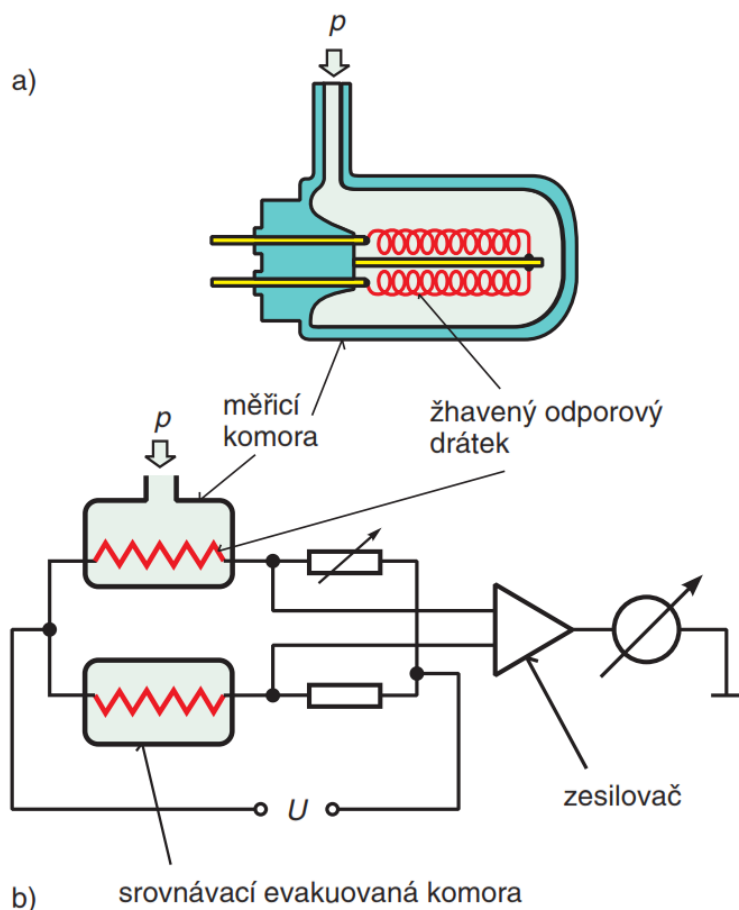 p
a)
měřicí
komora
žhavený odporový
drátek
p
zesilovač
U
b)
srovnávací evakuovaná komora